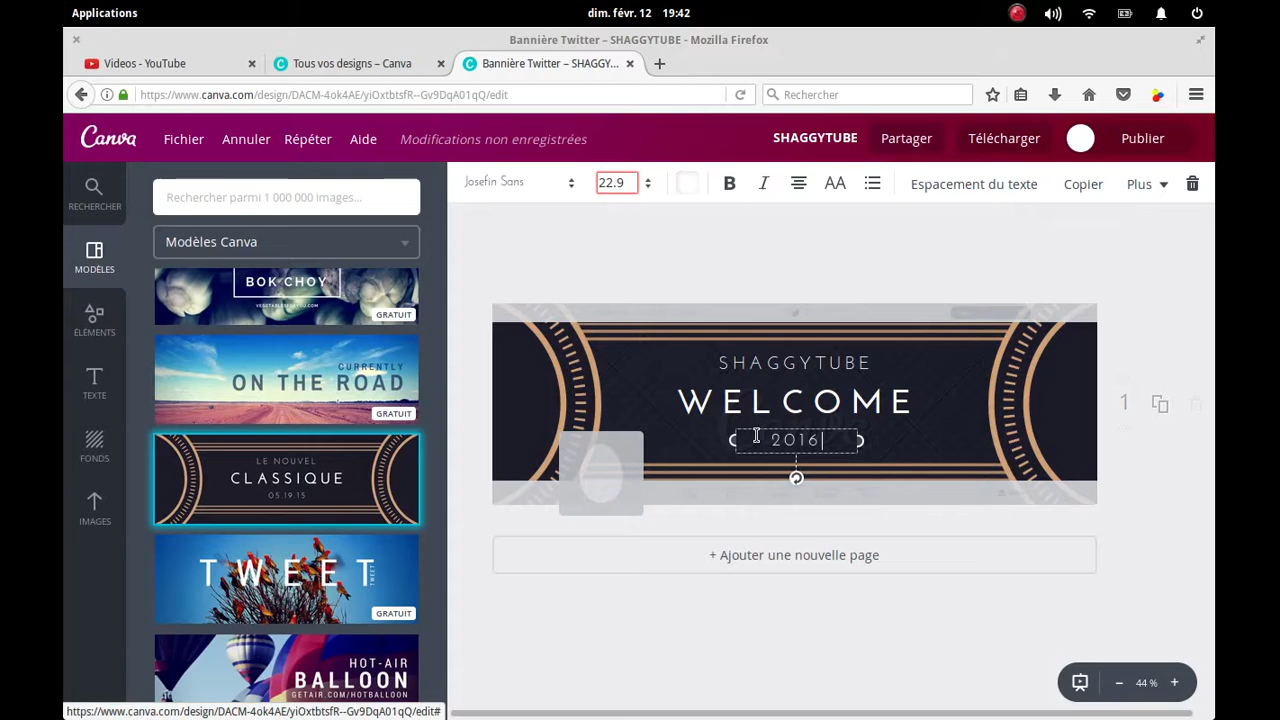 Applications
dim. févr. 12 19:42
Bannière Twitter – SHAGGYTUBE - Mozilla Firefox
Videos - YouTube
Tous vos designs – Canva
Bannière Twitter – SHAGGY...
https://www.canva.com/design/DACM-4ok4AE/yiOxtbtsfR--Gv9DqA01qQ/edit
Rechercher
Canva
Fichier
Annuler
Répéter
Aide
Modifications non enregistrées
SHAGGYTUBE
Partager
Télécharger
Publier
RECHERCHER
MODÈLES
ÉLÉMENTS
TEXTE
FONDS
IMAGES
Rechercher parmi 1 000 000 images...
Modèles Canva
BOK CHOY
GRATUIT
CURRENTLY
ON THE ROAD
GRATUIT
LE NOUVEL
CLASSIQUE
05.19.15
TWEET
TWEET
GRATUIT
HOT-AIR
BALLOON
GETAIR.COM/HOTBALLOON
Josefin Sans
22.9
B
I
AA
Espacement du texte
Copier
Plus
SHAGGYTUBE
WELCOME
2016
1
+ Ajouter une nouvelle page
− 44 % +
https://www.canva.com/design/DACM-4ok4AE/yiOxtbtsfR--Gv9DqA01qQ/edit#